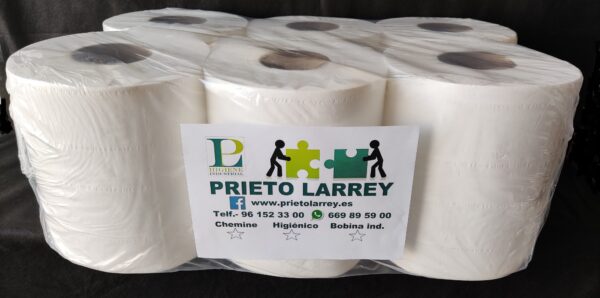 PL
HIGIENE
INDUSTRIAL
PRIETO LARREY
f www.prietolarrey.es
Telf.- 96 152 33 00 669 89 59 00
Chemine Higiénico Bobina ind.